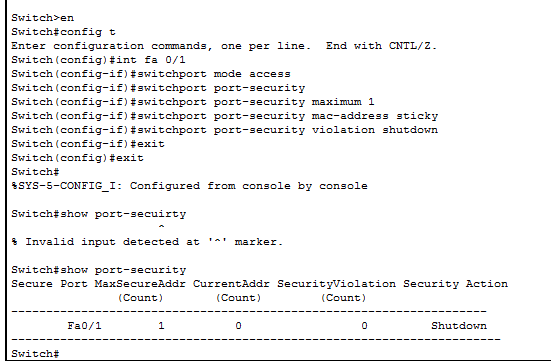 Switch>en
Switch#config t
Enter configuration commands, one per line.  End with CNTL/Z.
Switch(config)#int fa 0/1
Switch(config-if)#switchport mode access
Switch(config-if)#switchport port-security
Switch(config-if)#switchport port-security maximum 1
Switch(config-if)#switchport port-security mac-address sticky
Switch(config-if)#switchport port-security violation shutdown
Switch(config-if)#exit
Switch(config)#exit
Switch#
%SYS-5-CONFIG_I: Configured from console by console
Switch#show port-secuirty
^
% Invalid input detected at '^' marker.
Switch#show port-security
Secure Port MaxSecureAddr CurrentAddr SecurityViolation Security Action
(Count) (Count) (Count)
--------------------------------------------------------------------
Fa0/1 1 0 0 Shutdown
----------------------------------------------------------------------
Switch#